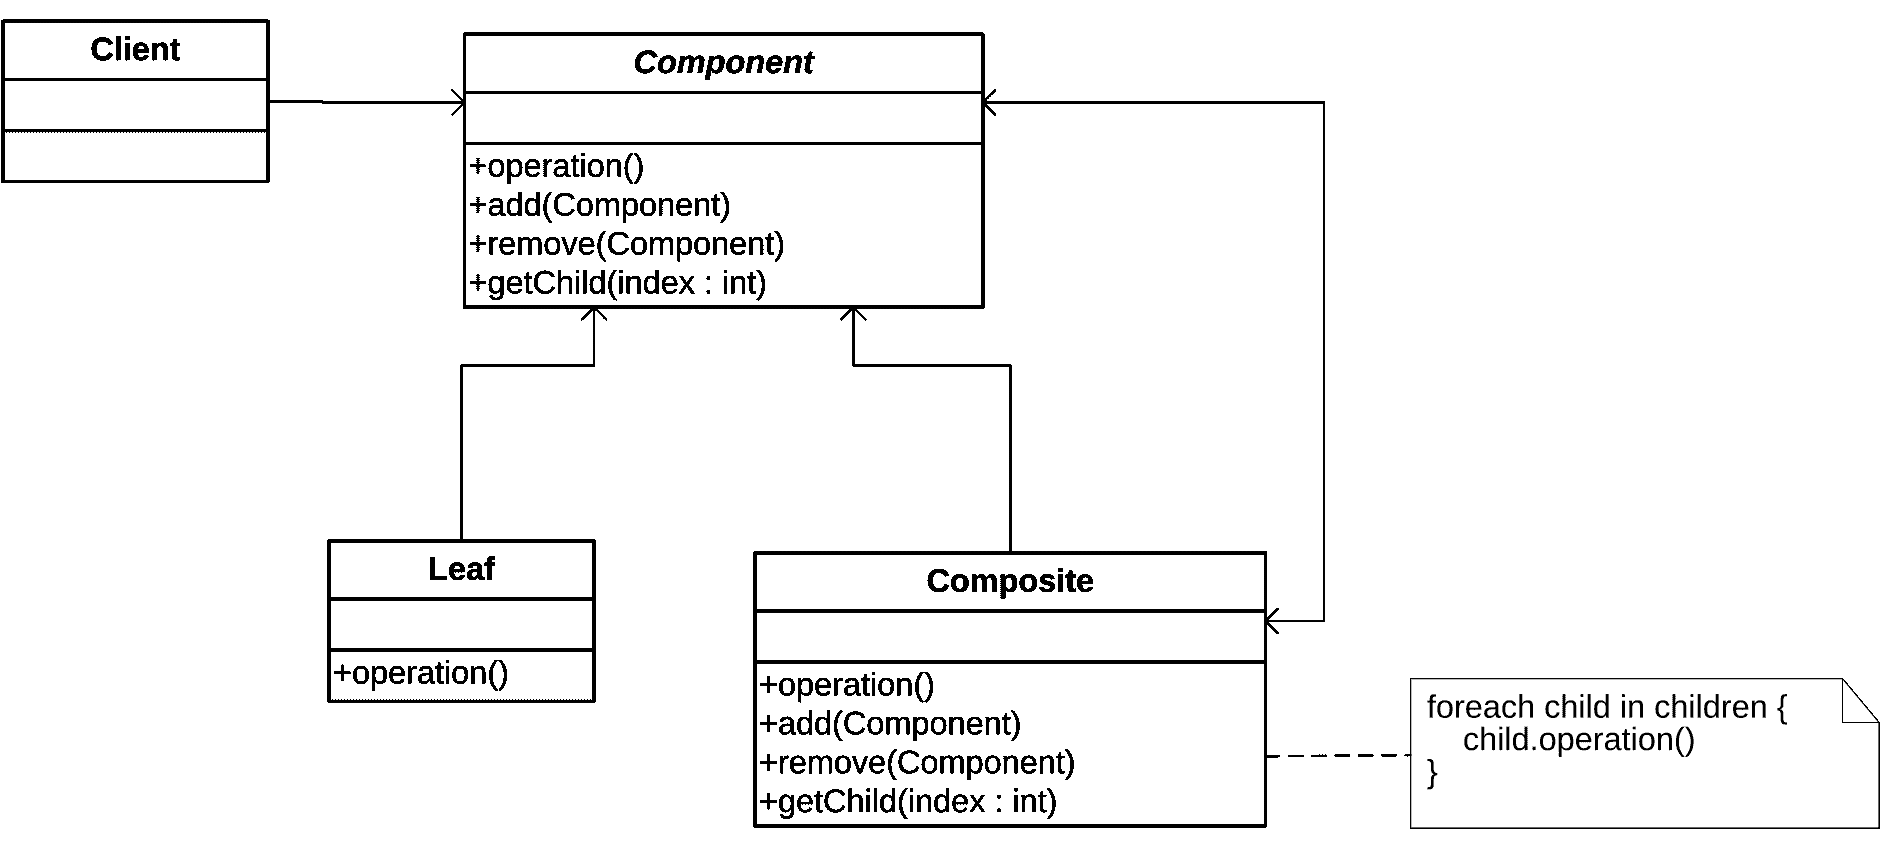 Client
Component
+operation()
+add(Component)
+remove(Component)
+getChild(index : int)
Leaf
+operation()
Composite
+operation()
+add(Component)
+remove(Component)
+getChild(index : int)
foreach child in children {
child.operation()
}